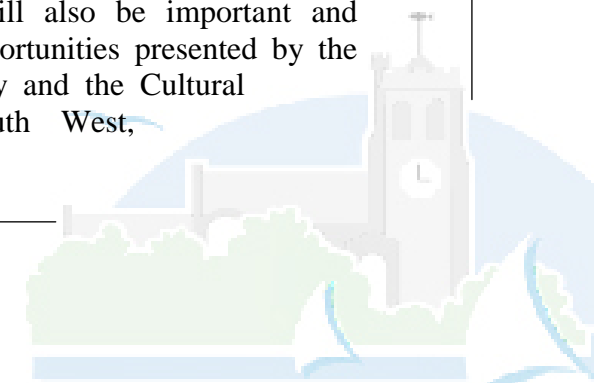 ill also be important and
ortunities presented by the
y and the Cultural
uth West,